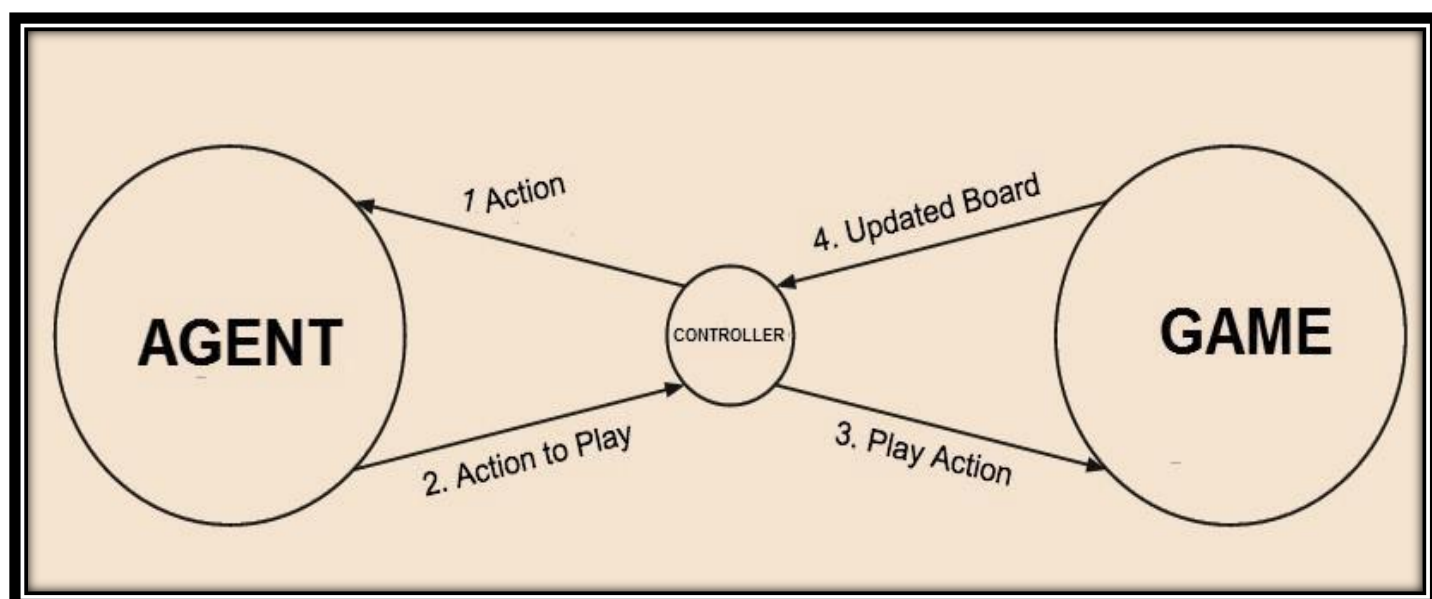 1 Action
4. Updated Board
AGENT
CONTROLLER
GAME
2. Action to Play
3. Play Action